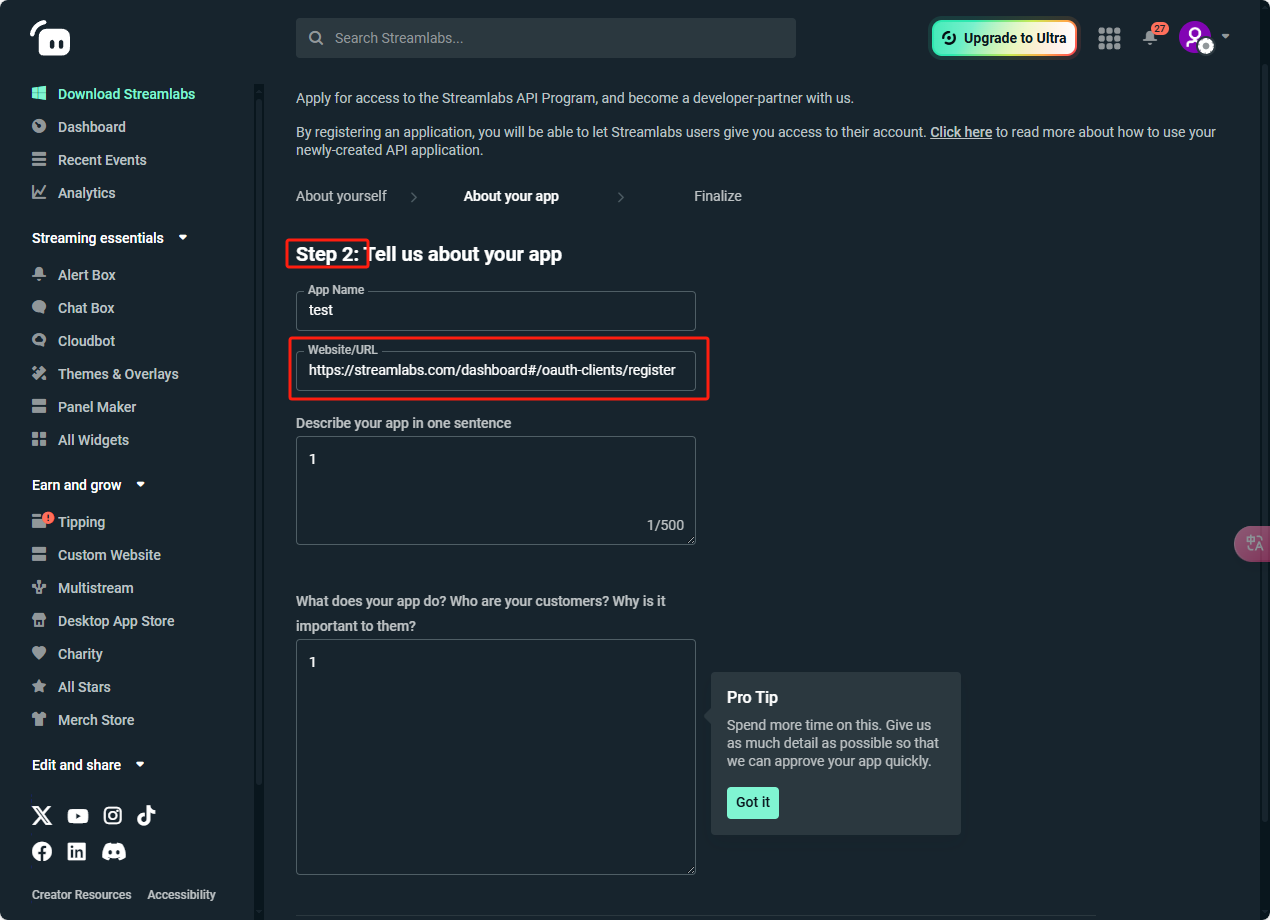 Search Streamlabs...
Upgrade to Ultra
27
Download Streamlabs
Dashboard
Recent Events
Analytics
Streaming essentials
Alert Box
Chat Box
Cloudbot
Themes & Overlays
Panel Maker
All Widgets
Earn and grow
Tipping
Custom Website
Multistream
Desktop App Store
Charity
All Stars
Merch Store
Edit and share
Creator Resources Accessibility
Apply for access to the Streamlabs API Program, and become a developer-partner with us.
By registering an application, you will be able to let Streamlabs users give you access to their account. Click here to read more about how to use your
newly-created API application.
About yourself About your app Finalize
Step 2: Tell us about your app
App Name
test
Website/URL
https://streamlabs.com/dashboard#/oauth-clients/register
Describe your app in one sentence
1
1/500
What does your app do? Who are your customers? Why is it
important to them?
1
Pro Tip
Spend more time on this. Give us
as much detail as possible so that
we can approve your app quickly.
Got it
中A